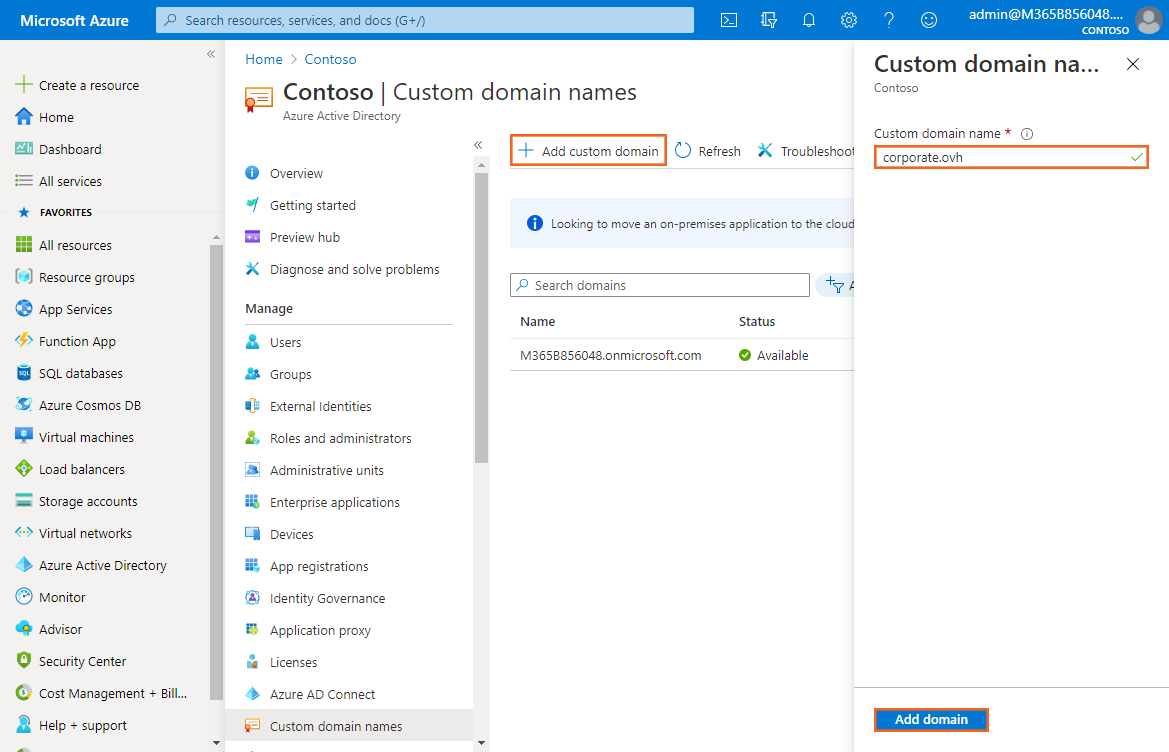 Microsoft Azure
Search resources, services, and docs (G+/)
admin@M365B856048....
CONTOSO
Create a resource
Home
Dashboard
All services
FAVORITES
All resources
Resource groups
App Services
Function App
SQL databases
Azure Cosmos DB
Virtual machines
Load balancers
Storage accounts
Virtual networks
Azure Active Directory
Monitor
Advisor
Security Center
Cost Management + Bill...
Help + support
Home > Contoso
Contoso | Custom domain names
Azure Active Directory
Overview
Getting started
Preview hub
Diagnose and solve problems
Manage
Users
Groups
External Identities
Roles and administrators
Administrative units
Enterprise applications
Devices
App registrations
Identity Governance
Application proxy
Licenses
Azure AD Connect
Custom domain names
Add custom domain
Refresh
Troubleshoot
Looking to move an on-premises application to the cloud
Search domains
A
Name Status
M365B856048.onmicrosoft.com Available
Custom domain na...
Contoso
Custom domain name *
corporate.ovh
Add domain